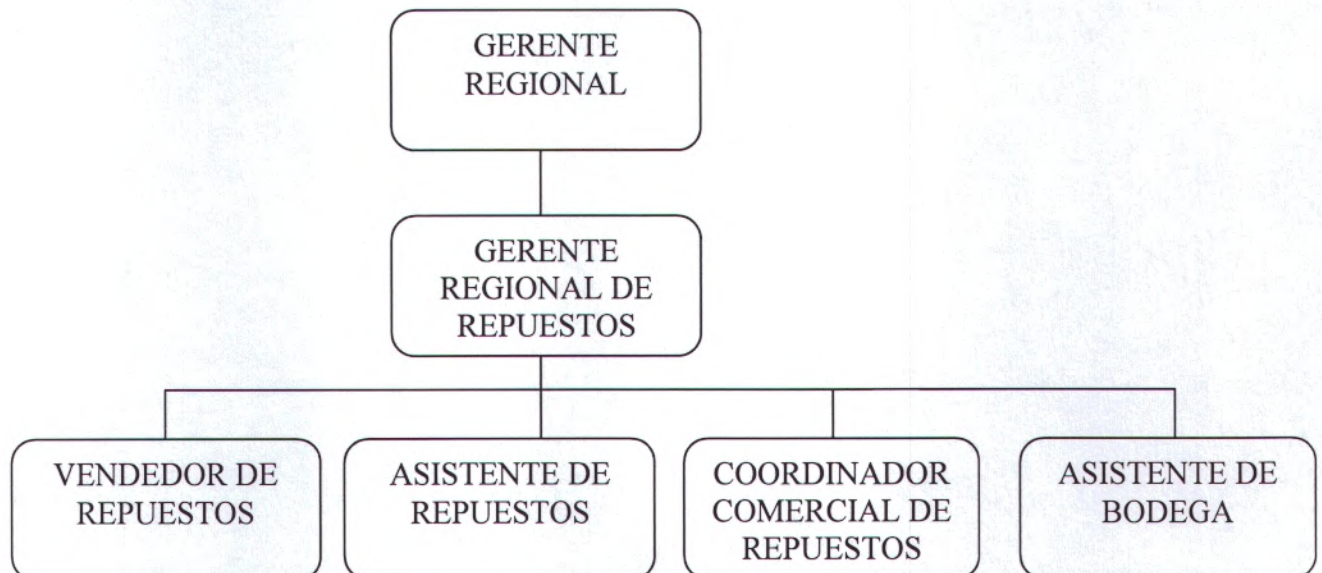 GERENTE
REGIONAL
GERENTE
REGIONAL DE
REPUESTOS
VENDEDOR DE
REPUESTOS
ASISTENTE DE
REPUESTOS
COORDINADOR
COMERCIAL DE
REPUESTOS
ASISTENTE DE
BODEGA